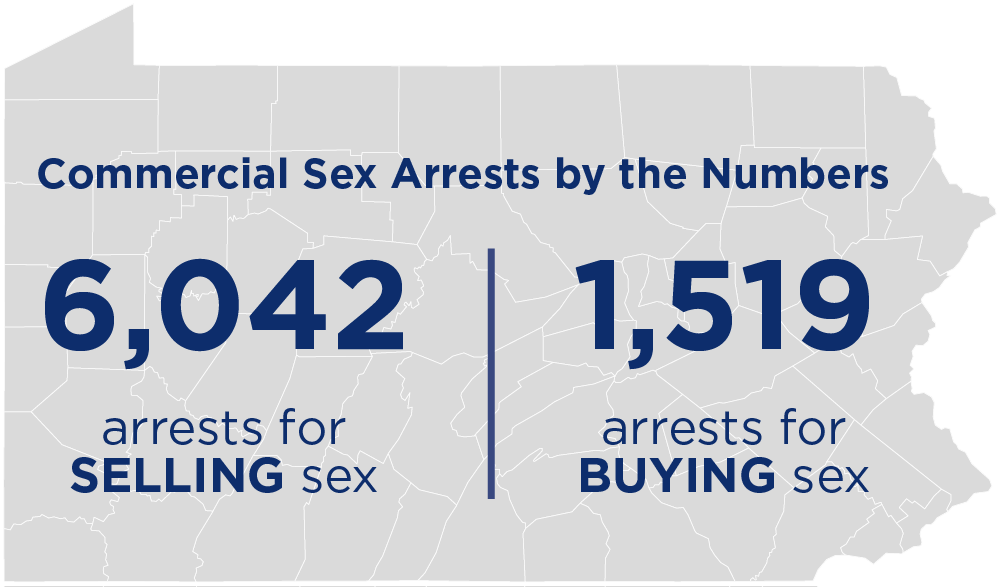 Commercial Sex Arrests by the Numbers
6,042
arrests for
SELLING sex
1,519
arrests for
BUYING sex